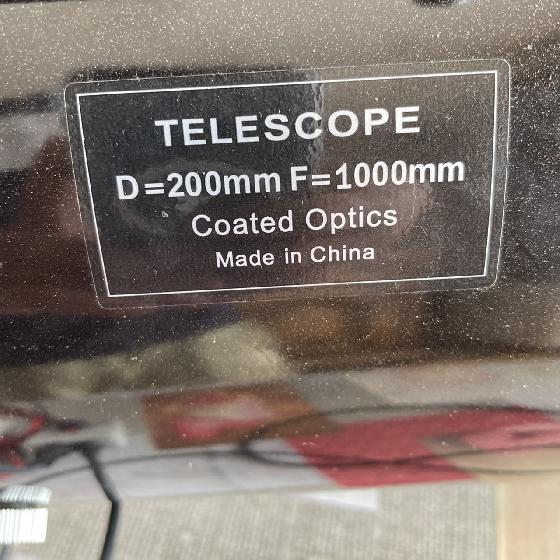 TELESCOPE
D=200mm F=1000mm
Coated Optics
Made in China